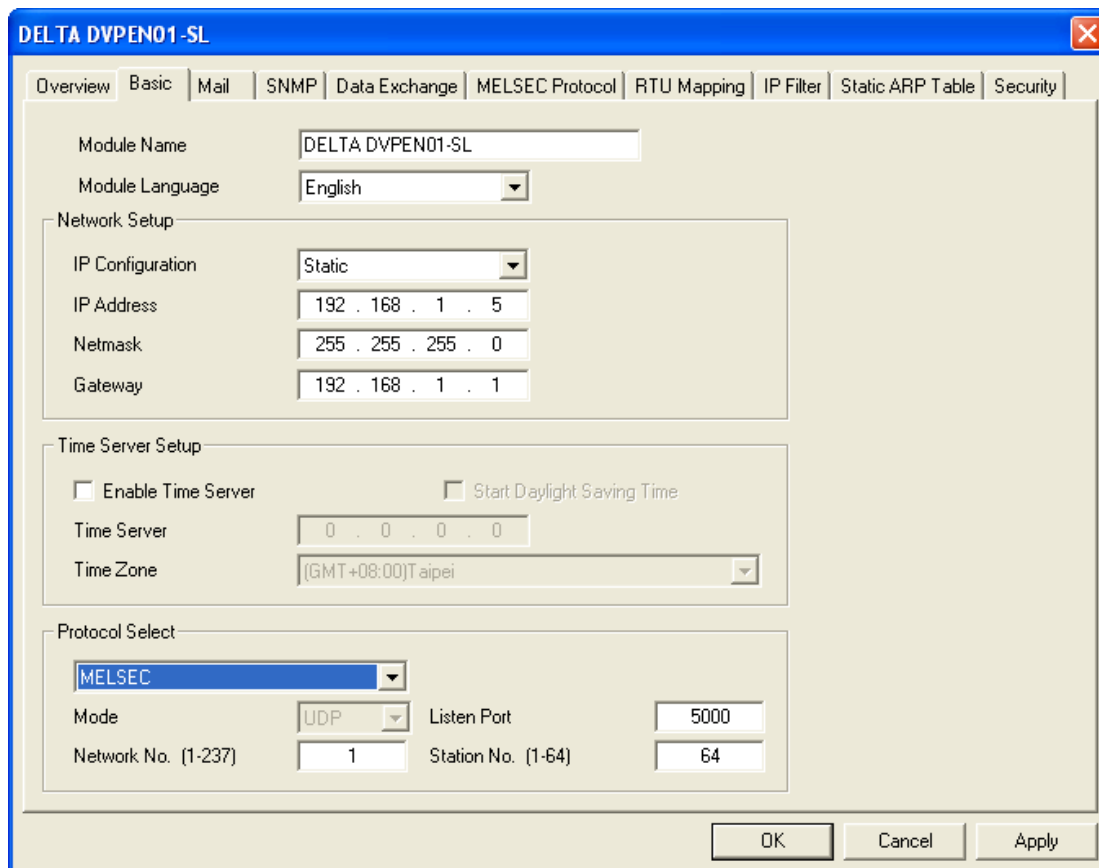 DELTA DVPEN01-SL
Overview Basic Mail SNMP Data Exchange MELSEC Protocol RTU Mapping IP Filter Static ARP Table Security
Module Name DELTA DVPEN01-SL
Module Language English
Network Setup
IP Configuration Static
IP Address 192 . 168 . 1 . 5
Netmask 255 . 255 . 255 . 0
Gateway 192 . 168 . 1 . 1
Time Server Setup
Enable Time Server Start Daylight Saving Time
Time Server 0 . 0 . 0 . 0
Time Zone (GMT+08:00)Taipei
Protocol Select
MELSEC
Mode UDP Listen Port 5000
Network No. (1-237) 1 Station No. (1-64) 64
OK Cancel Apply